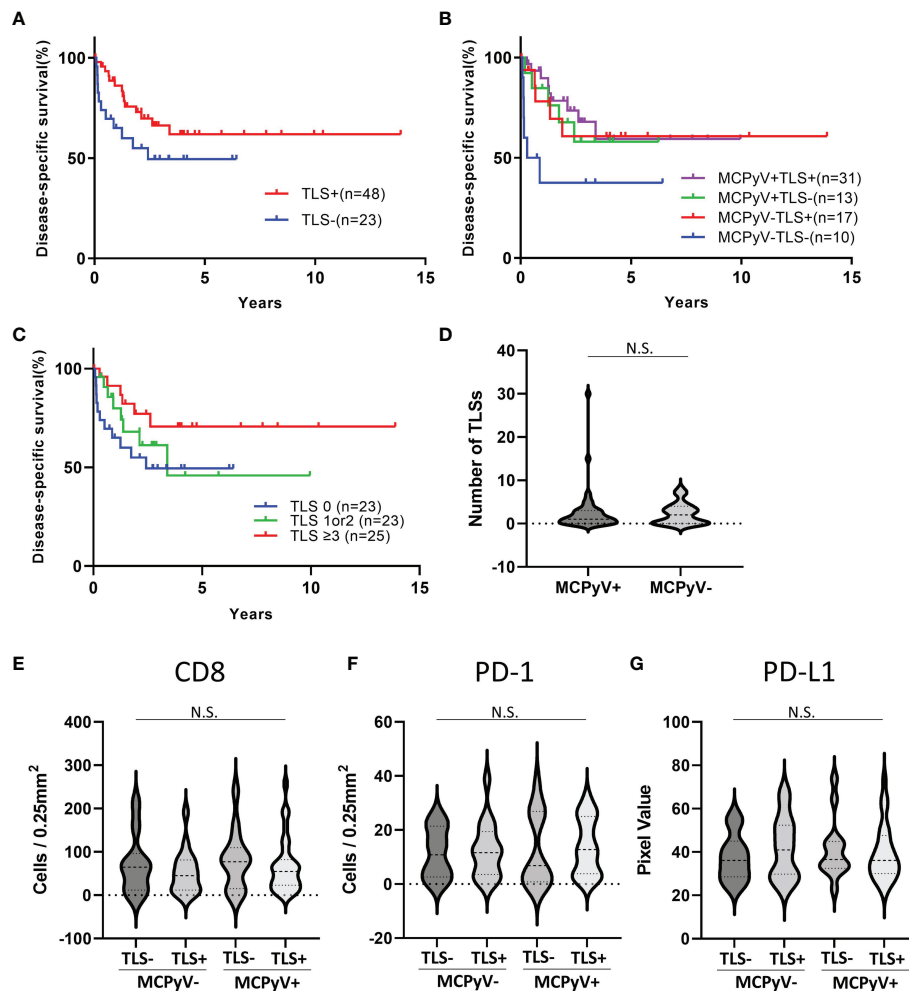 A
Disease-specific survival(%)
100
50
0
0 5 10 15
Years
TLS+(n=48)
TLS-(n=23)
B
Disease-specific survival(%)
100
50
0
0 5 10 15
Years
MCPyV+TLS+(n=31)
MCPyV+TLS-(n=13)
MCPyV-TLS+(n=17)
MCPyV-TLS-(n=10)
C
Disease-specific survival(%)
100
50
0
0 5 10 15
Years
TLS 0 (n=23)
TLS 1or2 (n=23)
TLS ≥3 (n=25)
D
N.S.
Number of TLSs
40
30
20
10
0
-10
MCPyV+ MCPyV-
E
CD8
N.S.
Cells / 0.25mm²
400
300
200
100
0
-100
TLS- TLS+ TLS- TLS+
MCPyV- MCPyV+
F
PD-1
N.S.
Cells / 0.25mm²
60
40
20
0
-20
TLS- TLS+ TLS- TLS+
MCPyV- MCPyV+
G
PD-L1
N.S.
Pixel Value
100
80
60
40
20
0
TLS- TLS+ TLS- TLS+
MCPyV- MCPyV+